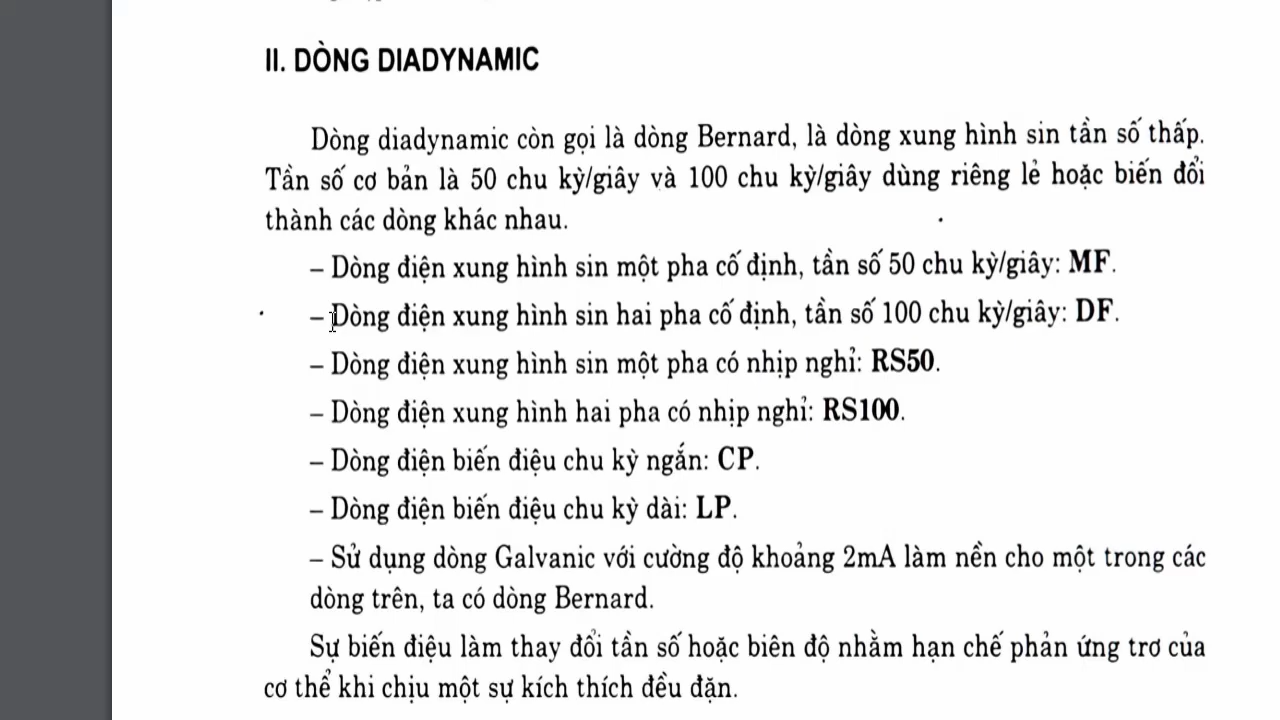 II. DÒNG DIADYNAMIC
Dòng diadynamic còn gọi là dòng Bernard, là dòng xung hình sin tần số thấp.
Tần số cơ bản là 50 chu kỳ/giây và 100 chu kỳ/giây dùng riêng lẻ hoặc biến đổi
thành các dòng khác nhau.
– Dòng điện xung hình sin một pha cố định, tần số 50 chu kỳ/giây: MF.
– Dòng điện xung hình sin hai pha cố định, tần số 100 chu kỳ/giây: DF.
– Dòng điện xung hình sin một pha có nhịp nghỉ: RS50.
– Dòng điện xung hình hai pha có nhịp nghỉ: RS100.
– Dòng điện biến điệu chu kỳ ngắn: CP.
– Dòng điện biến điệu chu kỳ dài: LP.
– Sử dụng dòng Galvanic với cường độ khoảng 2mA làm nền cho một trong các
dòng trên, ta có dòng Bernard.
Sự biến điệu làm thay đổi tần số hoặc biên độ nhằm hạn chế phản ứng trơ của
cơ thể khi chịu một sự kích thích đều đặn.